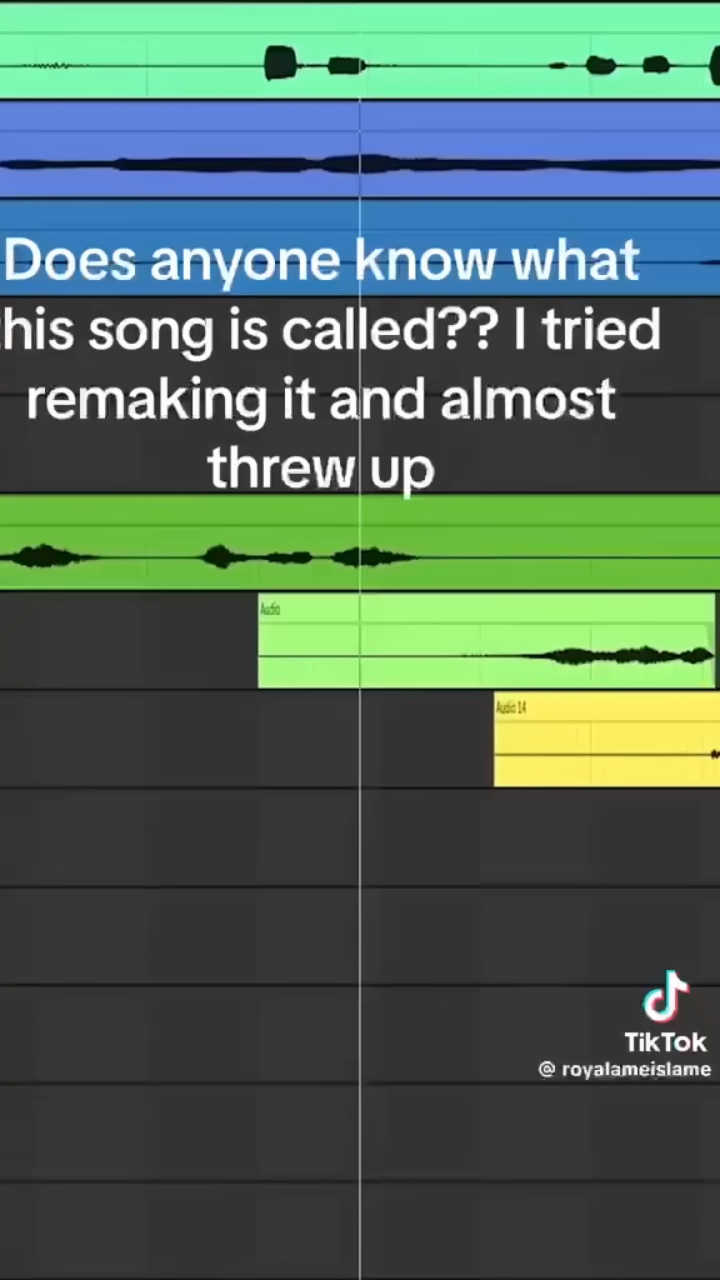 Does anyone know what
his song is called?? I tried
remaking it and almost
threw up
Audio
Audio 14
TikTok
@ royalameislame